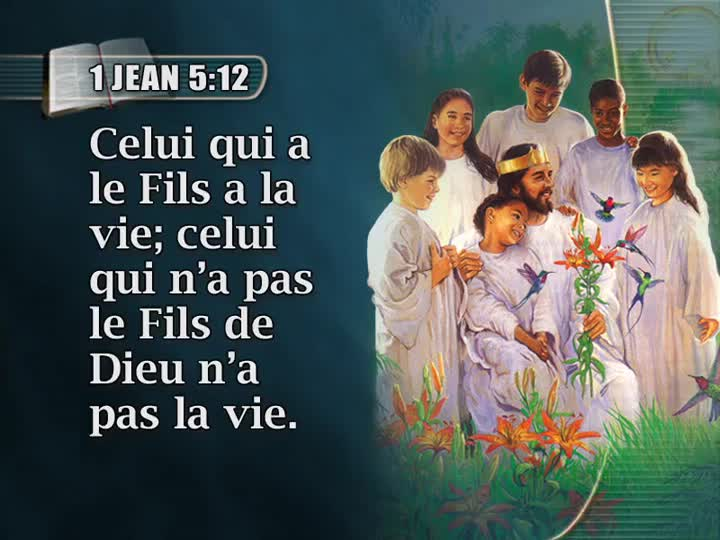 1 JEAN 5:12
Celui qui a
le Fils a la
vie; celui
qui n’a pas
le Fils de
Dieu n’a
pas la vie.